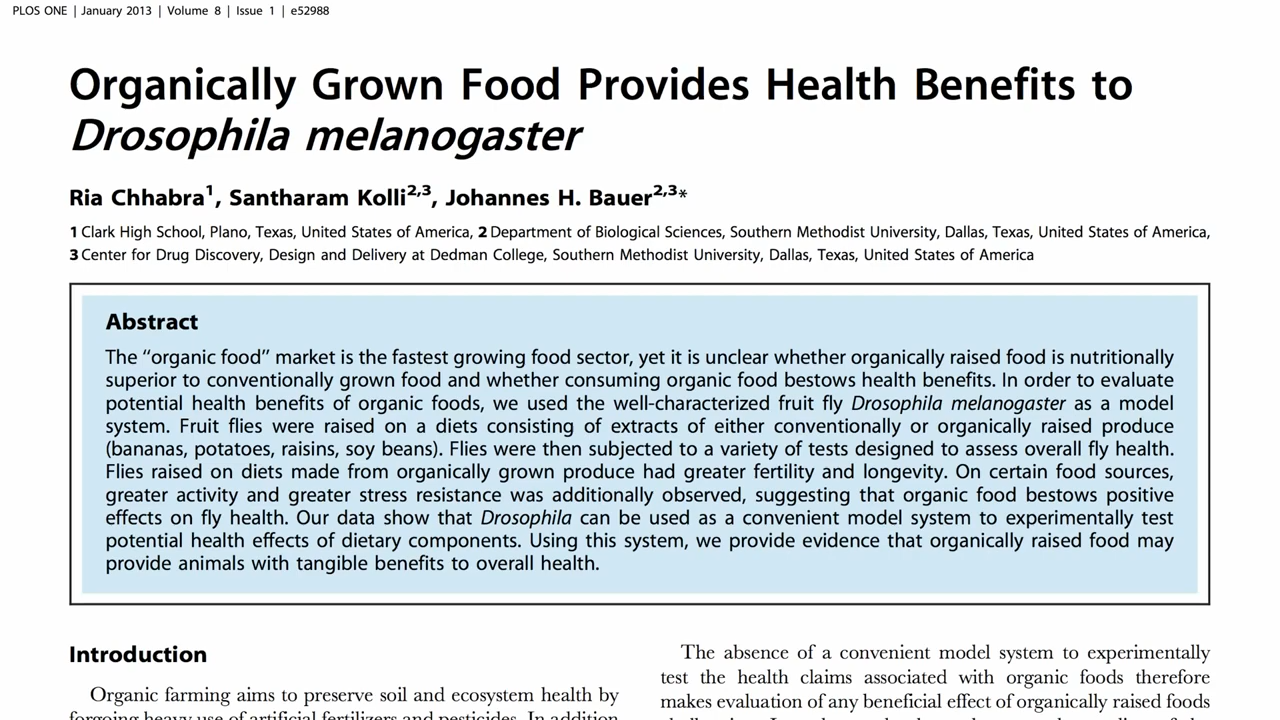 PLOS ONE | January 2013 | Volume 8 | Issue 1 | e52988
Organically Grown Food Provides Health Benefits to
Drosophila melanogaster
Ria Chhabra1, Santharam Kolli2,3, Johannes H. Bauer2,3*
1 Clark High School, Plano, Texas, United States of America, 2 Department of Biological Sciences, Southern Methodist University, Dallas, Texas, United States of America,
3 Center for Drug Discovery, Design and Delivery at Dedman College, Southern Methodist University, Dallas, Texas, United States of America
Abstract
The “organic food” market is the fastest growing food sector, yet it is unclear whether organically raised food is nutritionally
superior to conventionally grown food and whether consuming organic food bestows health benefits. In order to evaluate
potential health benefits of organic foods, we used the well-characterized fruit fly Drosophila melanogaster as a model
system. Fruit flies were raised on a diets consisting of extracts of either conventionally or organically raised produce
(bananas, potatoes, raisins, soy beans). Flies were then subjected to a variety of tests designed to assess overall fly health.
Flies raised on diets made from organically grown produce had greater fertility and longevity. On certain food sources,
greater activity and greater stress resistance was additionally observed, suggesting that organic food bestows positive
effects on fly health. Our data show that Drosophila can be used as a convenient model system to experimentally test
potential health effects of dietary components. Using this system, we provide evidence that organically raised food may
provide animals with tangible benefits to overall health.
Introduction
Organic farming aims to preserve soil and ecosystem health by
forgoing heavy use of artificial fertilizers and pesticides. In addition
The absence of a convenient model system to experimentally
test the health claims associated with organic foods therefore
makes evaluation of any beneficial effect of organically raised foods